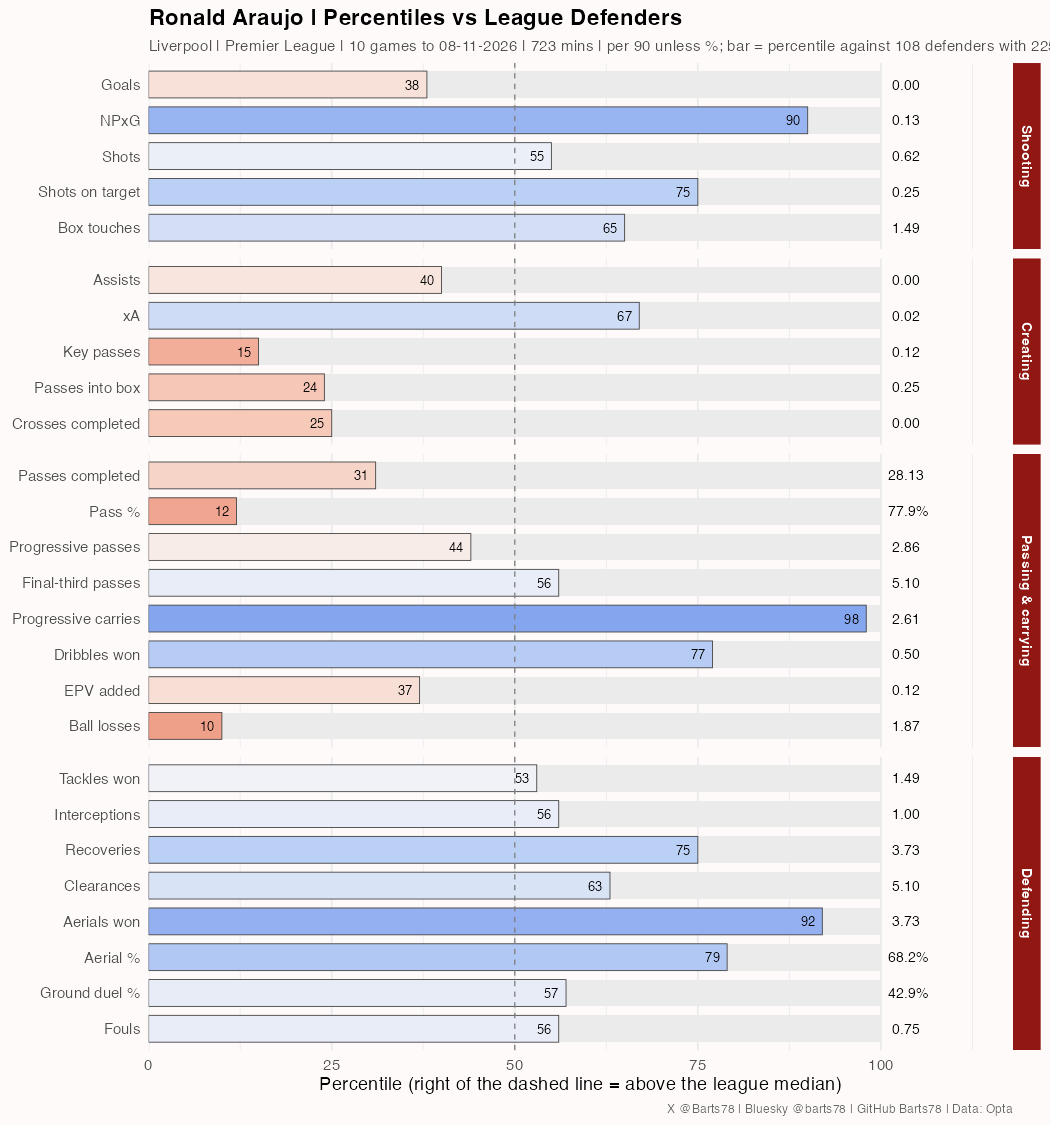 Ronald Araujo | Percentiles vs League Defenders
Liverpool | Premier League | 10 games to 08-11-2026 | 723 mins | per 90 unless %; bar = percentile against 108 defenders with 225
Shooting
Goals 38 0.00
NPxG 90 0.13
Shots 55 0.62
Shots on target 75 0.25
Box touches 65 1.49
Creating
Assists 40 0.00
xA 67 0.02
Key passes 15 0.12
Passes into box 24 0.25
Crosses completed 25 0.00
Passing & carrying
Passes completed 31 28.13
Pass % 12 77.9%
Progressive passes 44 2.86
Final-third passes 56 5.10
Progressive carries 98 2.61
Dribbles won 77 0.50
EPV added 37 0.12
Ball losses 10 1.87
Defending
Tackles won 53 1.49
Interceptions 56 1.00
Recoveries 75 3.73
Clearances 63 5.10
Aerials won 92 3.73
Aerial % 79 68.2%
Ground duel % 57 42.9%
Fouls 56 0.75
0 25 50 75 100
Percentile (right of the dashed line = above the league median)
X @Barts78 | Bluesky @barts78 | GitHub Barts78 | Data: Opta